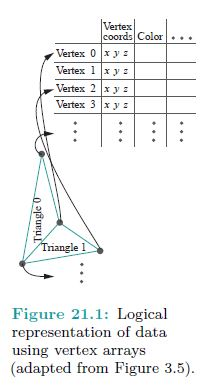 Vertex
coords Color ...
Vertex 0 x y z
Vertex 1 x y z
Vertex 2 x y z
Vertex 3 x y z
Triangle 0
Triangle 1
Figure 21.1: Logical
representation of data
using vertex arrays
(adapted from Figure 3.5).